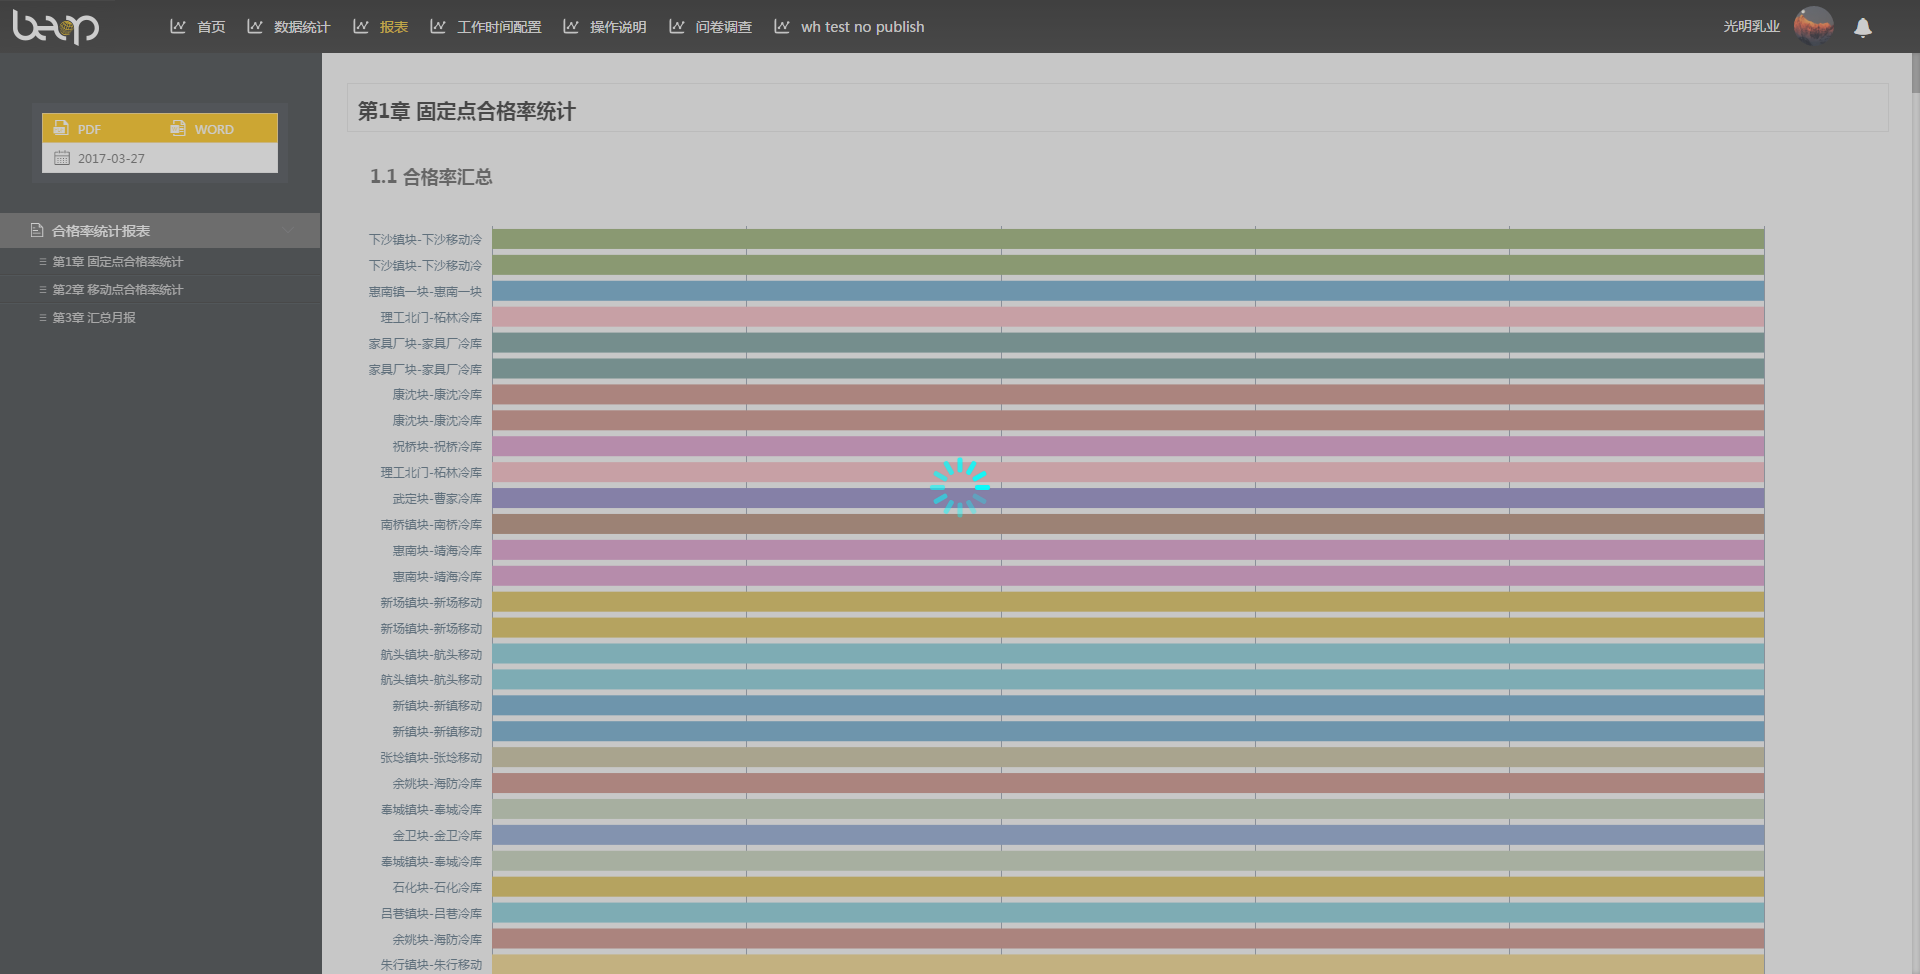 beop
首页 数据统计 报表 工作时间配置 操作说明 问卷调查 wh test no publish 光明乳业
PDF WORD
2017-03-27
合格率统计报表
第1章 固定点合格率统计
第2章 移动点合格率统计
第3章 汇总月报
第1章 固定点合格率统计
1.1 合格率汇总
下沙镇块-下沙移动冷
下沙镇块-下沙移动冷
惠南镇一块-惠南一块
理工北门-柘林冷库
家具厂块-家具厂冷库
家具厂块-家具厂冷库
康沈块-康沈冷库
康沈块-康沈冷库
祝桥块-祝桥冷库
理工北门-柘林冷库
武定块-曹家冷库
南桥镇块-南桥冷库
惠南块-靖海冷库
惠南块-靖海冷库
新场镇块-新场移动
新场镇块-新场移动
航头镇块-航头移动
航头镇块-航头移动
新镇块-新镇移动
新镇块-新镇移动
张埝镇块-张埝移动
余姚块-海防冷库
奉城镇块-奉城冷库
金卫块-金卫冷库
奉城镇块-奉城冷库
石化块-石化冷库
吕巷镇块-吕巷冷库
余姚块-海防冷库
朱行镇块-朱行移动